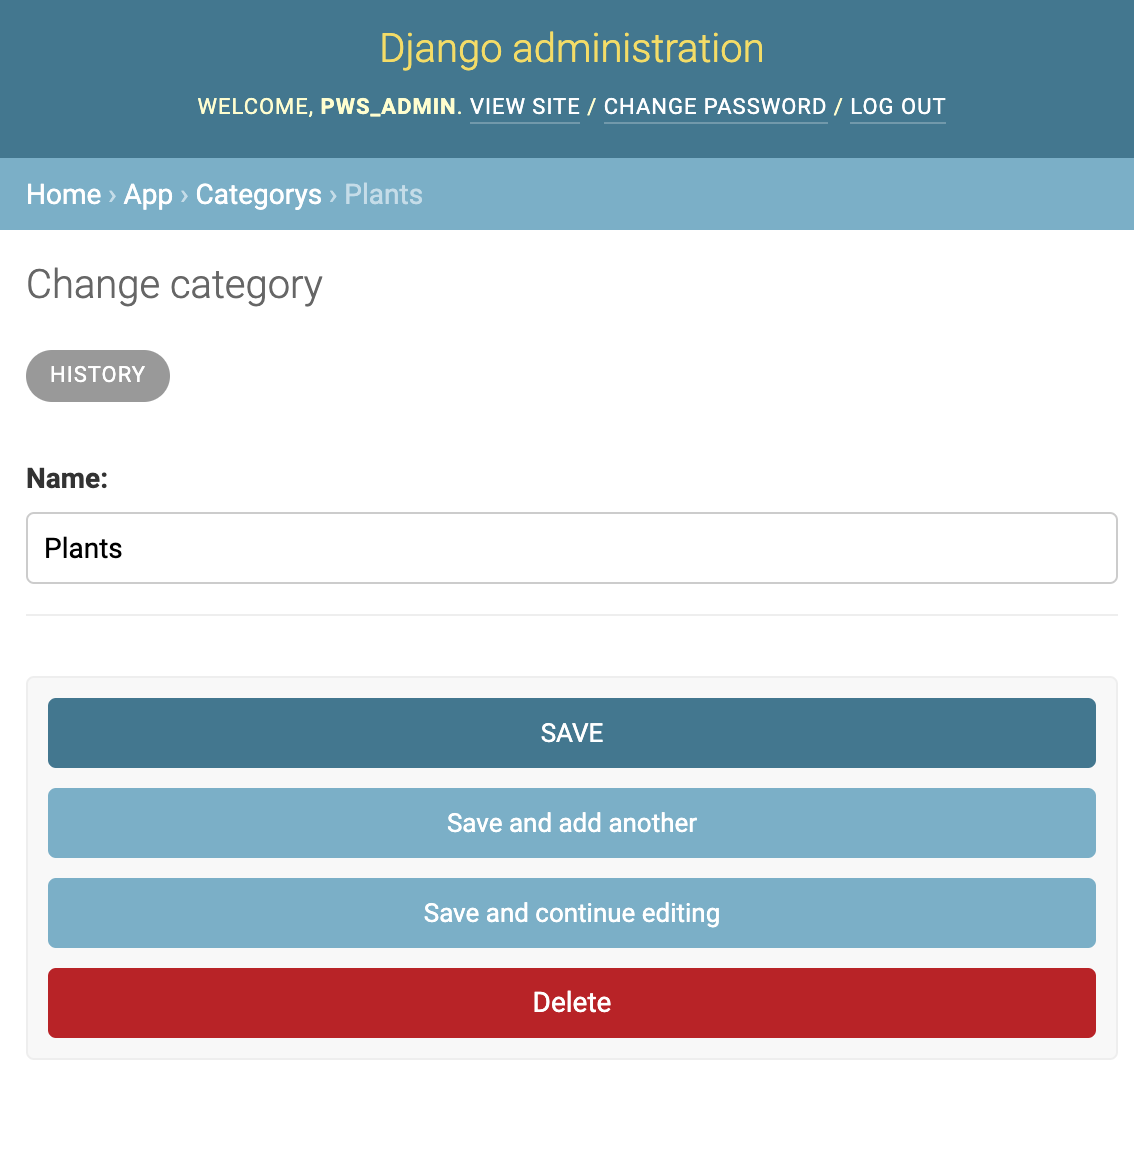 Django administration
WELCOME, PWS_ADMIN. VIEW SITE / CHANGE PASSWORD / LOG OUT
Home › App › Categorys › Plants
Change category
HISTORY
Name:
Plants
SAVE
Save and add another
Save and continue editing
Delete